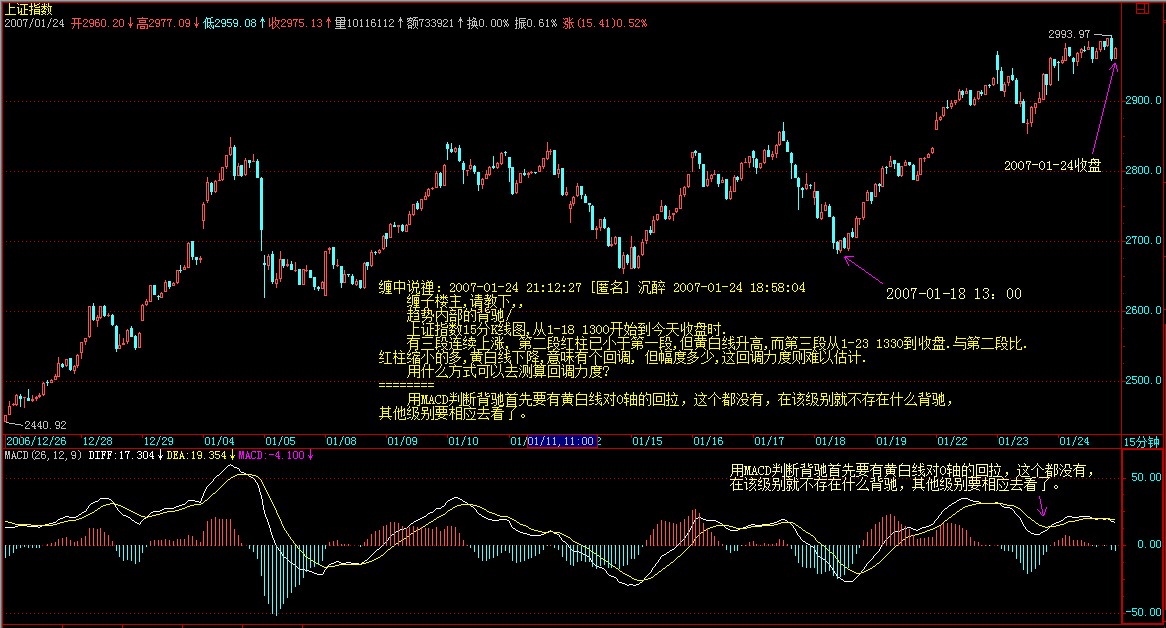 上证指数
2007/01/24 开2960.20↓高2977.09↓低2959.08↑收2975.13↑量10116112↑额733921↑换0.00% 振0.61% 涨(15.41)0.52%
2993.97
2900.0
2007-01-24收盘
2800.0
2700.0
2007-01-18 13：00
缠中说禅：2007-01-24 21:12:27 [匿名] 沉醉 2007-01-24 18:58:04
缠子楼主,请教下,,
趋势内部的背驰/
上证指数15分K线图,从1-18 1300开始到今天收盘时.
有三段连续上涨, 第二段红柱已小于第一段,但黄白线升高,而第三段从1-23 1330到收盘.与第二段比.
红柱缩小的多,黄白线下降,意味有个回调, 但幅度多少,这回调力度则难以估计.
用什么方式可以去测算回调力度?
========
用MACD判断背驰首先要有黄白线对0轴的回拉，这个都没有，在该级别就不存在什么背驰，
其他级别要相应去看了。
2600.0
2500.0
2440.92
2006/12/26 12/28 12/29 01/04 01/05 01/08 01/09 01/10 01/ 01/11,11:00 2 01/15 01/16 01/17 01/18 01/19 01/22 01/23 01/24 15分钟
MACD(26,12,9) DIFF:17.304↓DEA:19.354↓MACD:-4.100↓
用MACD判断背驰首先要有黄白线对0轴的回拉，这个都没有，
在该级别就不存在什么背驰，其他级别要相应去看了。
50.00
0.00
-50.00